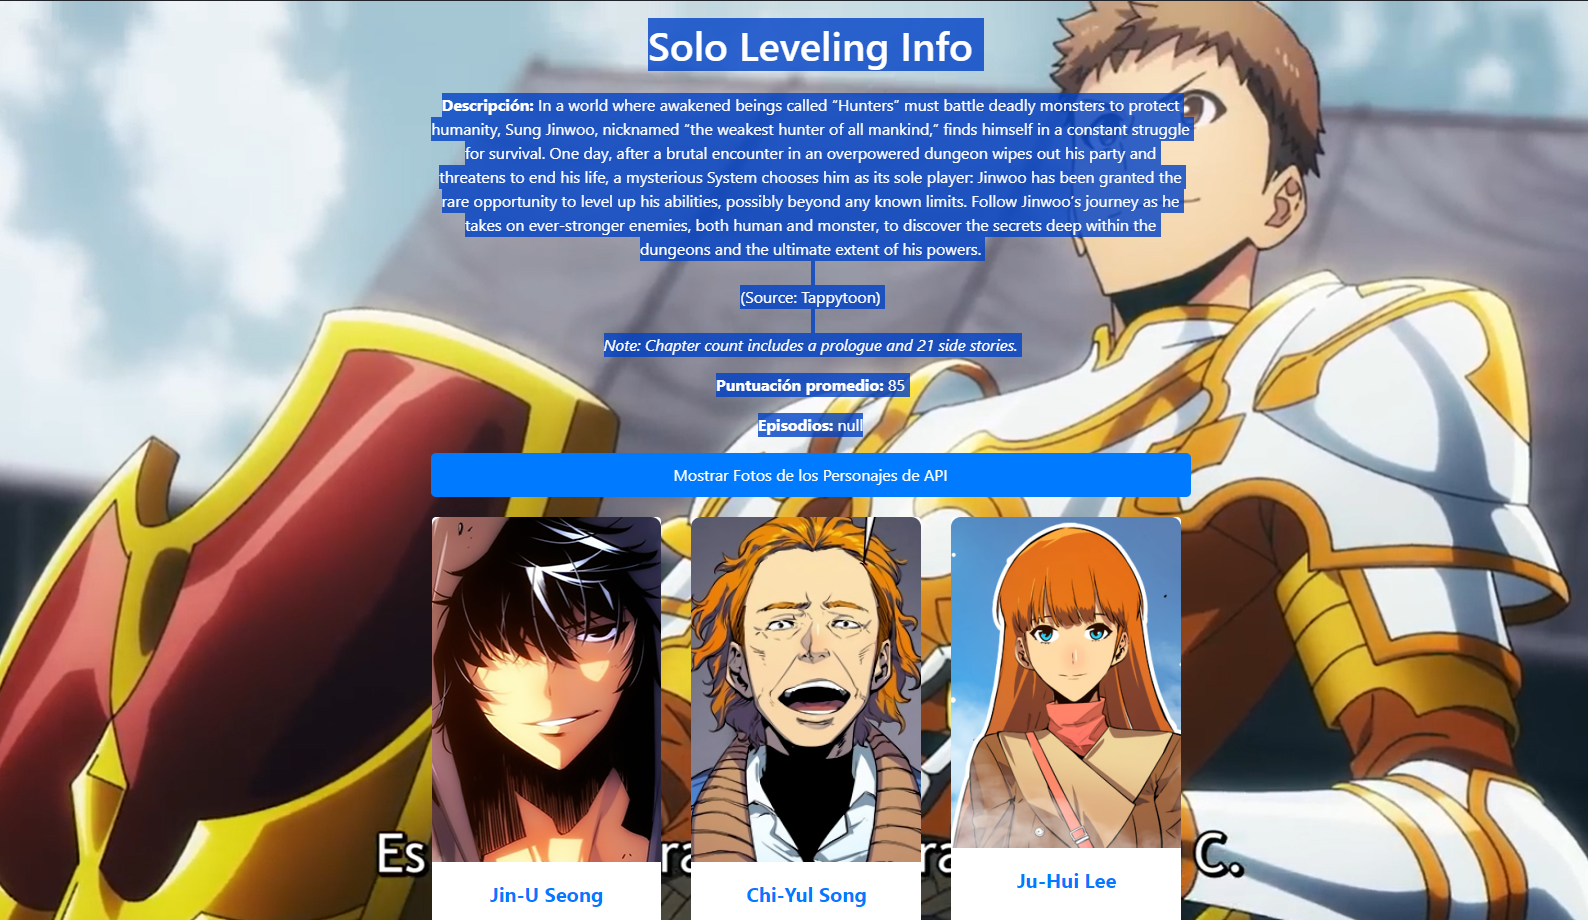 Solo Leveling Info
Descripción: In a world where awakened beings called “Hunters” must battle deadly monsters to protect
humanity, Sung Jinwoo, nicknamed “the weakest hunter of all mankind,” finds himself in a constant struggle
for survival. One day, after a brutal encounter in an overpowered dungeon wipes out his party and
threatens to end his life, a mysterious System chooses him as its sole player: Jinwoo has been granted the
rare opportunity to level up his abilities, possibly beyond any known limits. Follow Jinwoo’s journey as he
takes on ever-stronger enemies, both human and monster, to discover the secrets deep within the
dungeons and the ultimate extent of his powers.
(Source: Tappytoon)
Note: Chapter count includes a prologue and 21 side stories.
Puntuación promedio: 85
Episodios: null
Mostrar Fotos de los Personajes de API
Es C.
Jin-U Seong
Chi-Yul Song
Ju-Hui Lee